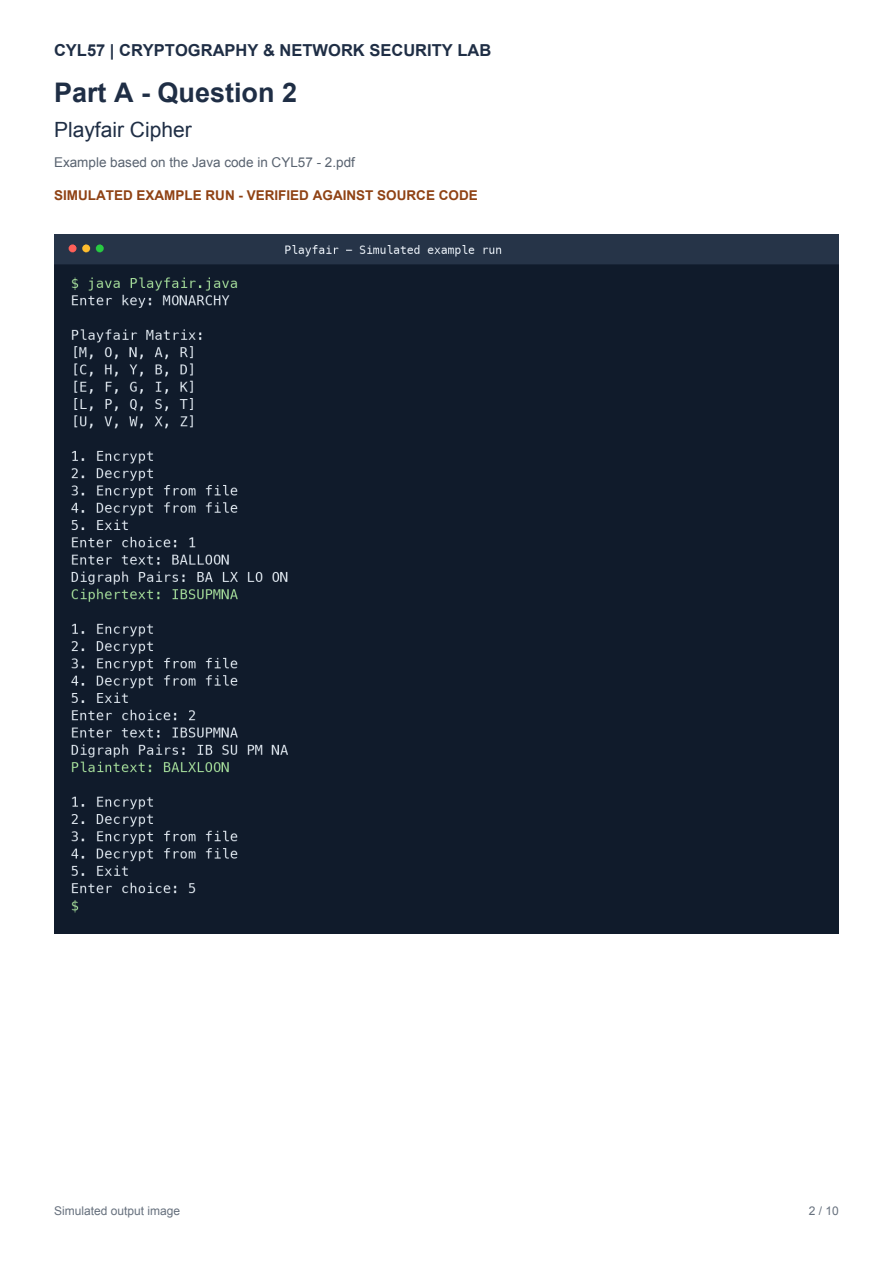 CYL57 | CRYPTOGRAPHY & NETWORK SECURITY LAB
Part A - Question 2
Playfair Cipher
Example based on the Java code in CYL57 - 2.pdf
SIMULATED EXAMPLE RUN - VERIFIED AGAINST SOURCE CODE
Playfair – Simulated example run
$ java Playfair.java
Enter key: MONARCHY
Playfair Matrix:
[M, O, N, A, R]
[C, H, Y, B, D]
[E, F, G, I, K]
[L, P, Q, S, T]
[U, V, W, X, Z]
1. Encrypt
2. Decrypt
3. Encrypt from file
4. Decrypt from file
5. Exit
Enter choice: 1
Enter text: BALLOON
Digraph Pairs: BA LX LO ON
Ciphertext: IBSUPMNA
1. Encrypt
2. Decrypt
3. Encrypt from file
4. Decrypt from file
5. Exit
Enter choice: 2
Enter text: IBSUPMNA
Digraph Pairs: IB SU PM NA
Plaintext: BALXLOON
1. Encrypt
2. Decrypt
3. Encrypt from file
4. Decrypt from file
5. Exit
Enter choice: 5
$
Simulated output image
2 / 10